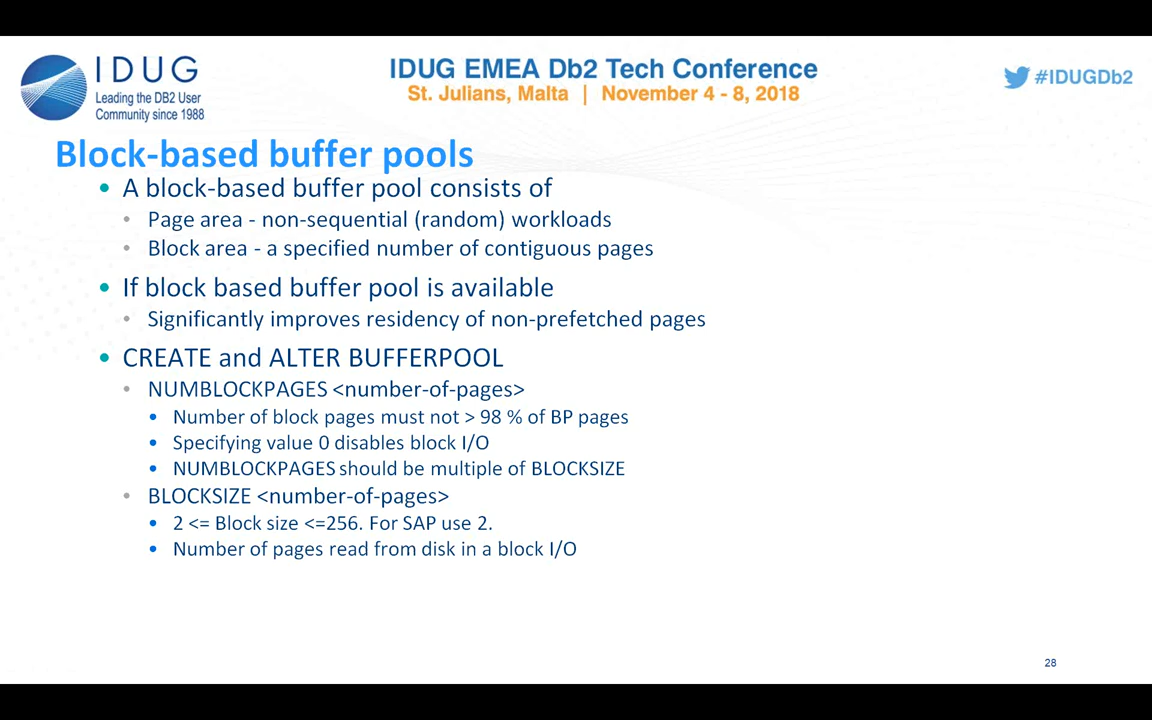 IDUG
Leading the DB2 User
Community since 1988
IDUG EMEA Db2 Tech Conference
St. Julians, Malta | November 4 - 8, 2018
#IDUGDb2
Block-based buffer pools
• A block-based buffer pool consists of
• Page area - non-sequential (random) workloads
• Block area - a specified number of contiguous pages
• If block based buffer pool is available
• Significantly improves residency of non-prefetched pages
• CREATE and ALTER BUFFERPOOL
• NUMBLOCKPAGES <number-of-pages>
• Number of block pages must not > 98 % of BP pages
• Specifying value 0 disables block I/O
• NUMBLOCKPAGES should be multiple of BLOCKSIZE
• BLOCKSIZE <number-of-pages>
• 2 <= Block size <=256. For SAP use 2.
• Number of pages read from disk in a block I/O
28